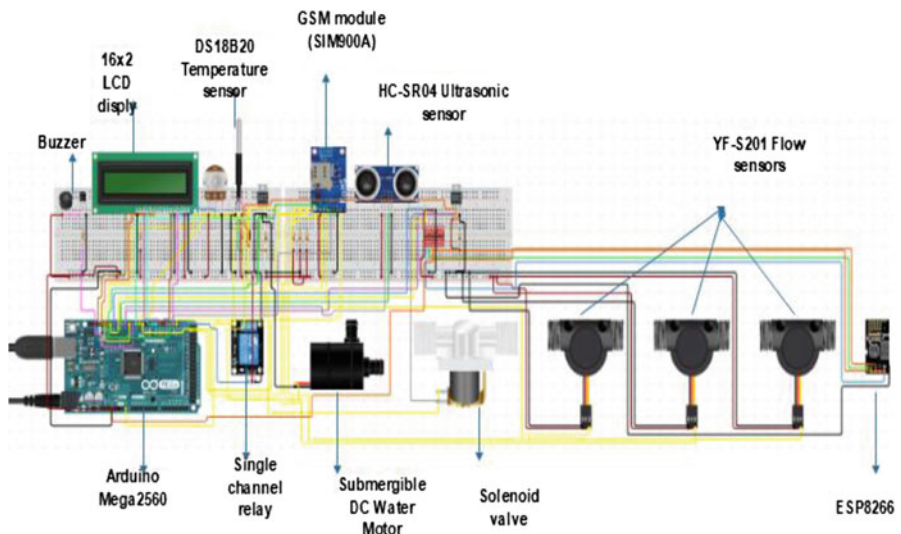 GSM module
(SIM900A)
DS18B20
Temperature
sensor
16x2
LCD
disply
HC-SR04 Ultrasonic
sensor
Buzzer
YF-S201 Flow
sensors
Arduino
Mega2560
Single
channel
relay
Submergible
DC Water
Motor
Solenoid
valve
ESP8266